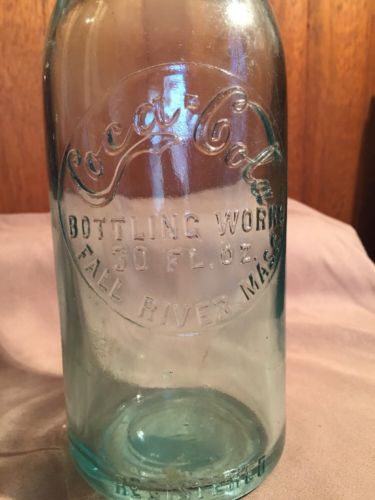 Coca-Cola
BOTTLING WORKS
30 FL. OZ.
FALL RIVER MASS.
REGISTERED